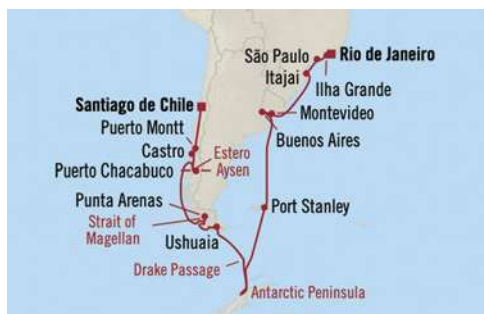 São Paulo
Rio de Janeiro
Itajai
Ilha Grande
Santiago de Chile
Montevideo
Puerto Montt
Buenos Aires
Castro
Estero
Aysen
Puerto Chacabuco
Punta Arenas
Port Stanley
Strait of
Magellan
Ushuaia
Drake Passage
Antarctic Peninsula